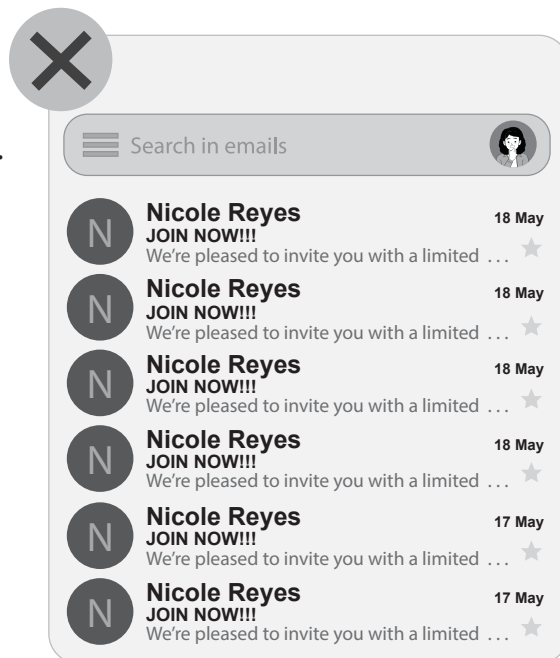 Search in emails
N
Nicole Reyes
18 May
JOIN NOW!!!
We're pleased to invite you with a limited ...
N
Nicole Reyes
18 May
JOIN NOW!!!
We're pleased to invite you with a limited ...
N
Nicole Reyes
18 May
JOIN NOW!!!
We're pleased to invite you with a limited ...
N
Nicole Reyes
18 May
JOIN NOW!!!
We're pleased to invite you with a limited ...
N
Nicole Reyes
17 May
JOIN NOW!!!
We're pleased to invite you with a limited ...
N
Nicole Reyes
17 May
JOIN NOW!!!
We're pleased to invite you with a limited ...